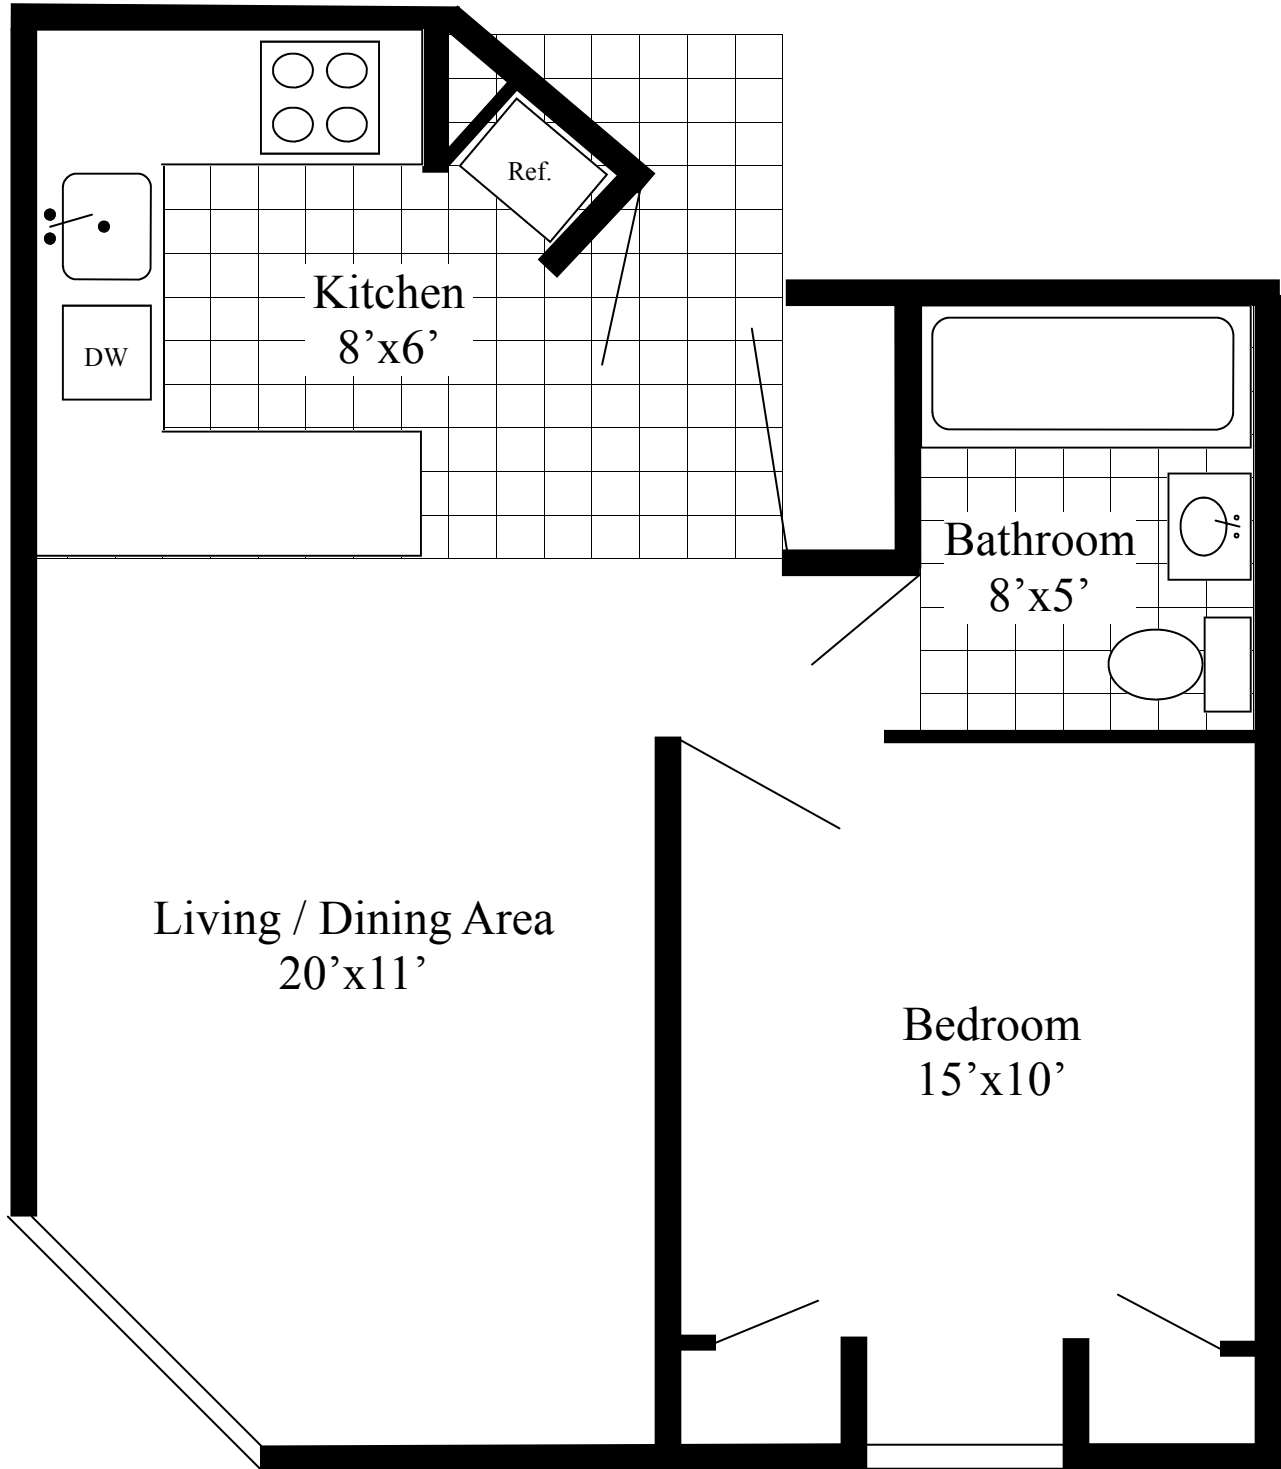 Ref.
Kitchen
8’x6’
DW
Bathroom
8’x5’
Living / Dining Area
20’x11’
Bedroom
15’x10’